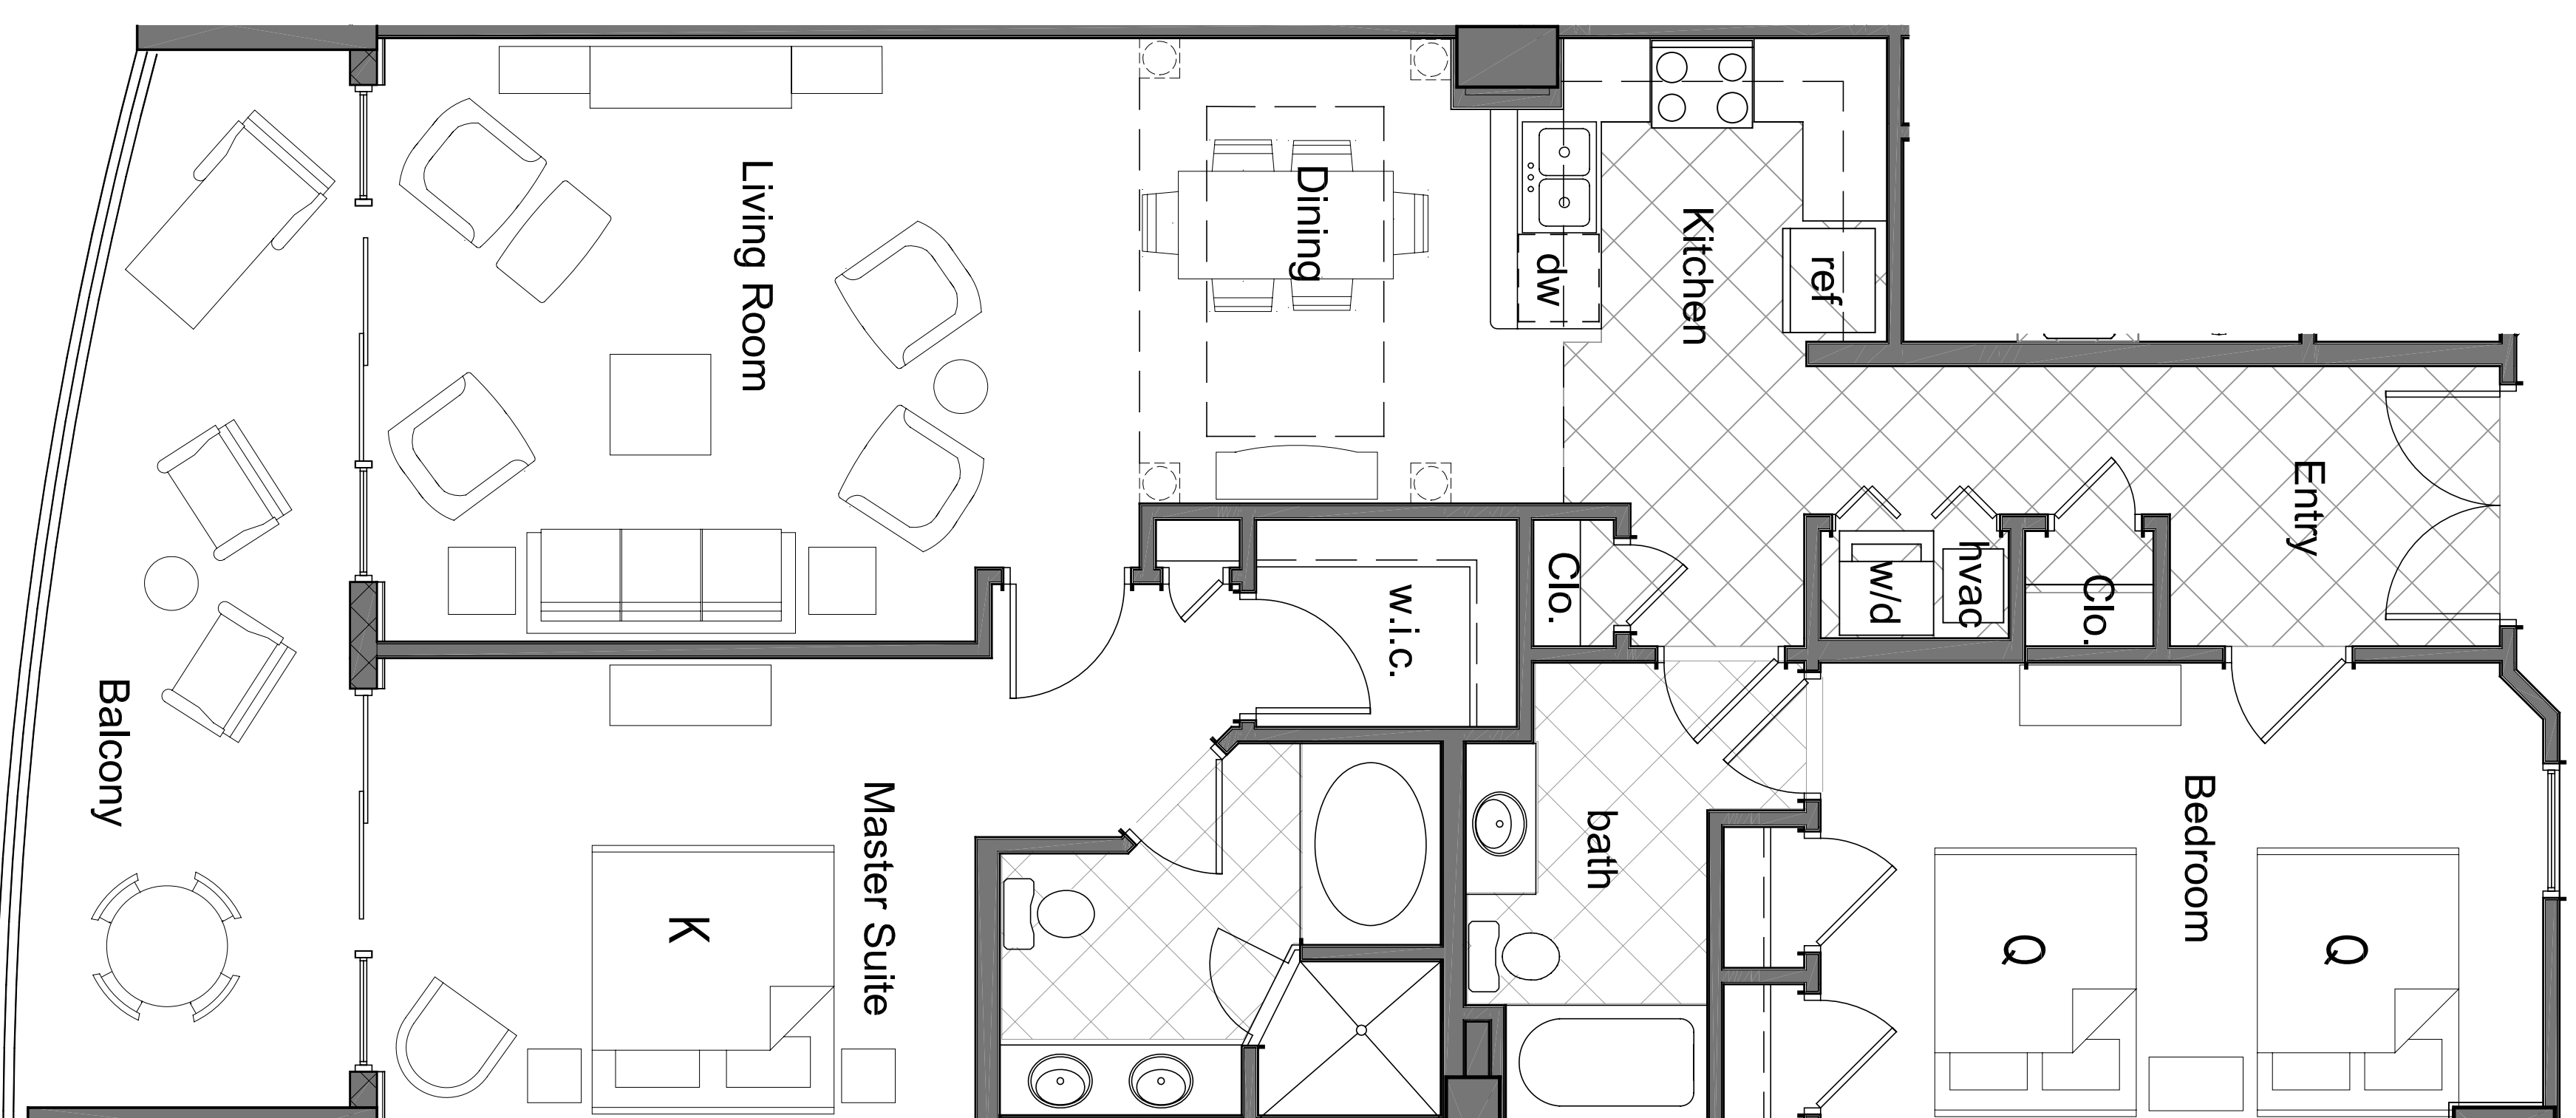 Living Room
Dining
dw
Kitchen
ref
Entry
Clo.
w/d
hvac
Clo.
w.i.c.
Balcony
Master Suite
K
bath
Bedroom
Q
Q